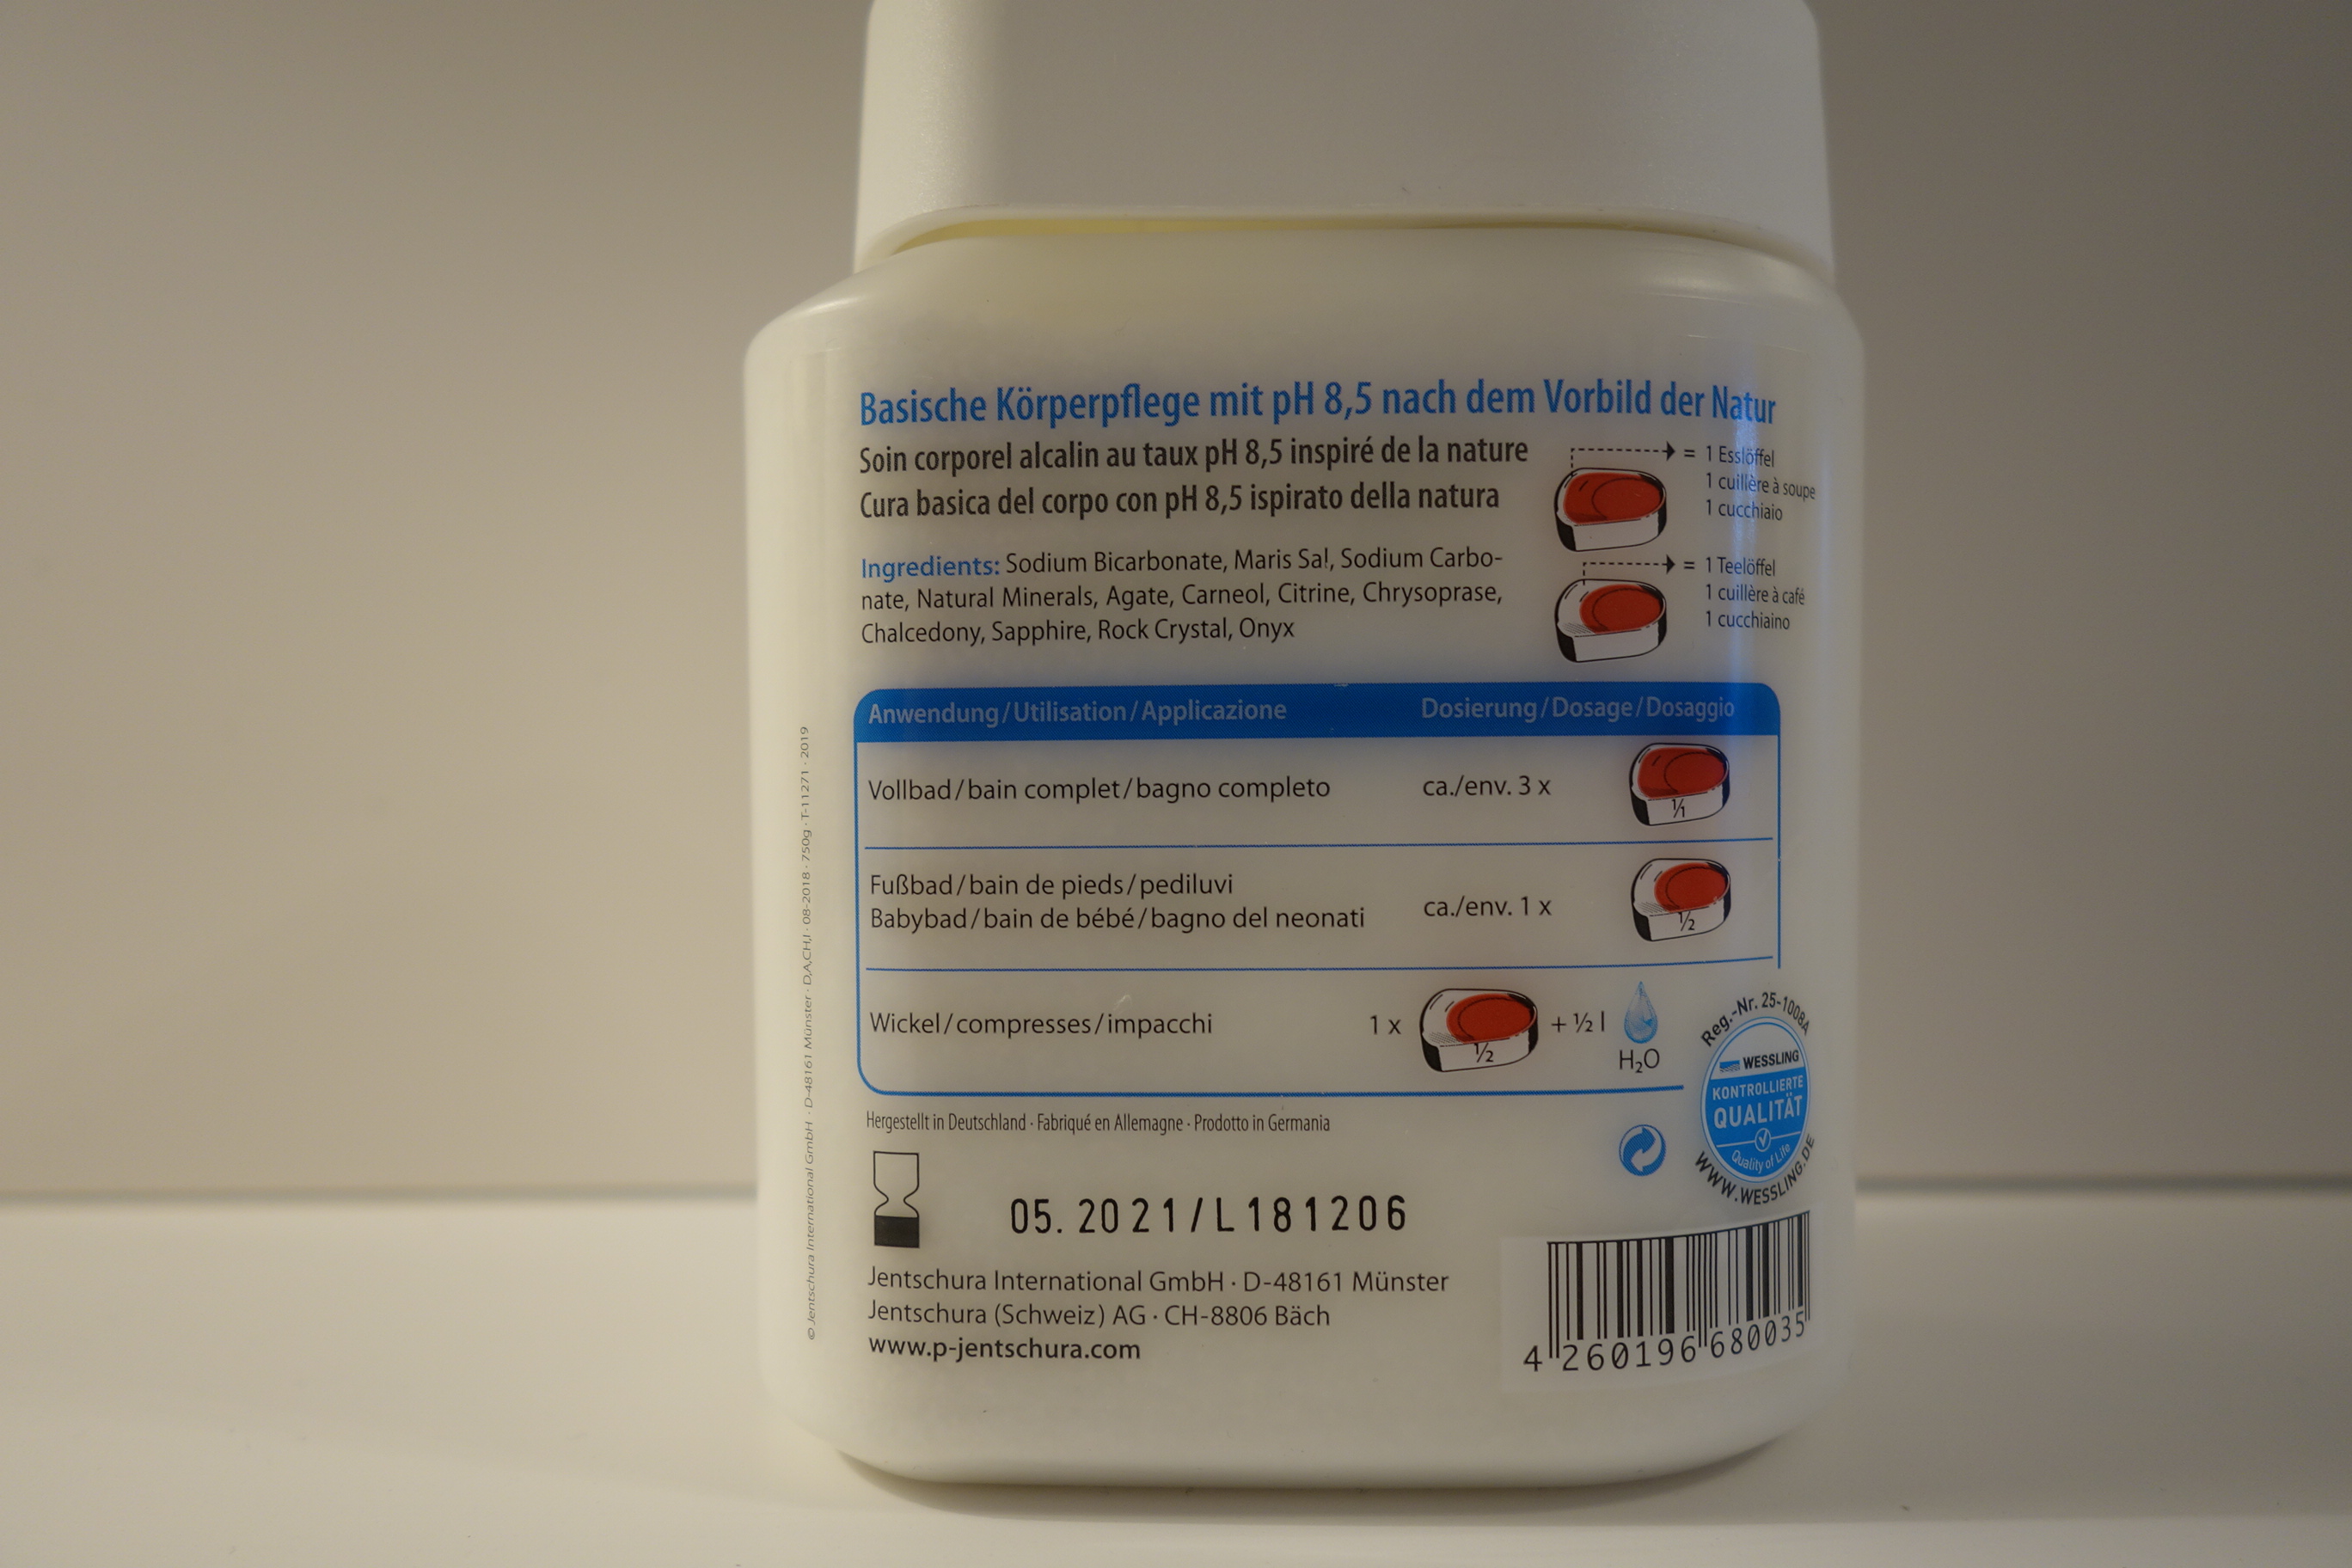 Basische Körperpflege mit pH 8,5 nach dem Vorbild der Natur
Soin corporel alcalin au taux pH 8,5 inspiré de la nature
Cura basica del corpo con pH 8,5 ispirato della natura
= 1 Esslöffel
1 cuillère à soupe
1 cucchiaio
= 1 Teelöffel
1 cuillère à café
1 cucchiaino
Ingredients: Sodium Bicarbonate, Maris Sal, Sodium Carbo-
nate, Natural Minerals, Agate, Carneol, Citrine, Chrysoprase,
Chalcedony, Sapphire, Rock Crystal, Onyx
Anwendung/Utilisation/Applicazione Dosierung/Dosage/Dosaggio
Vollbad/bain complet/bagno completo ca./env. 3 x 1/1
Fußbad/bain de pieds/pediluvi
Babybad/bain de bébé/bagno del neonati ca./env. 1 x ½
Wickel/compresses/impacchi 1 x ½ + ½ l
H₂O
Reg.-Nr. 25-1008A
WESSLING
KONTROLLIERTE
QUALITÄT
Quality of Life
WWW.WESSLING.DE
Hergestellt in Deutschland · Fabriqué en Allemagne · Prodotto in Germania
05.2021/L181206
Jentschura International GmbH · D-48161 Münster
Jentschura (Schweiz) AG · CH-8806 Bäch
www.p-jentschura.com
4 260196 680035
© Jentschura International GmbH · D-48161 Münster · D,A,CH,I · 08-2018 · 750g · T-11271 · 2019